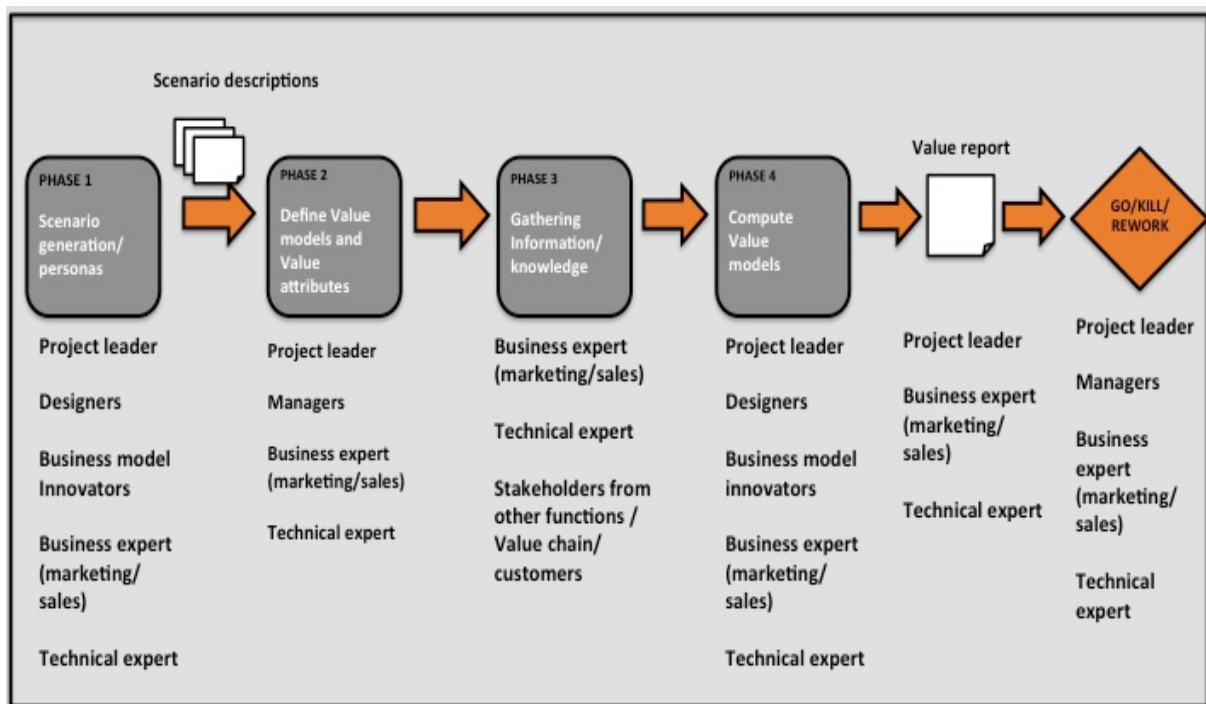 Scenario descriptions
PHASE 1
Scenario
generation/
personas
PHASE 2
Define Value
models and
Value
attributes
PHASE 3
Gathering
Information/
knowledge
PHASE 4
Compute
Value
models
Value report
GO/KILL/
REWORK
Project leader
Designers
Business model
Innovators
Business expert
(marketing/
sales)
Technical expert
Project leader
Managers
Business expert
(marketing/sales)
Technical expert
Business expert
(marketing/sales)
Technical expert
Stakeholders from
other functions /
Value chain/
customers
Project leader
Designers
Business model
innovators
Business expert
(marketing/
sales)
Technical expert
Project leader
Business expert
(marketing/
sales)
Technical expert
Project leader
Managers
Business
expert
(marketing/
sales)
Technical
expert